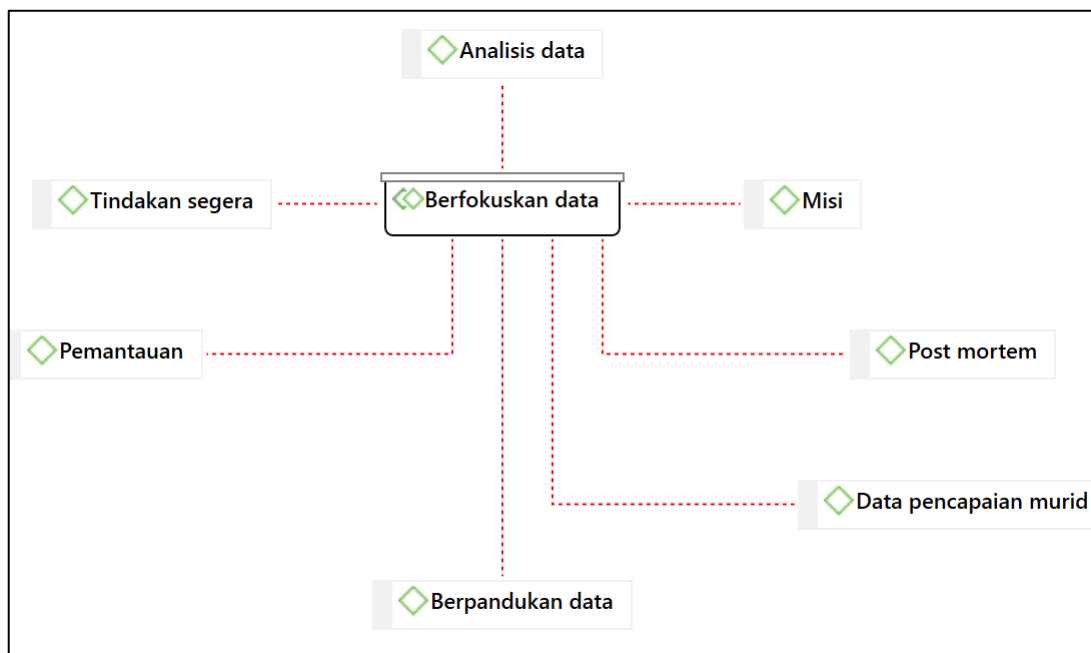 Analisis data
Tindakan segera
Berfokuskan data
Misi
Pemantauan
Post mortem
Data pencapaian murid
Berpandukan data